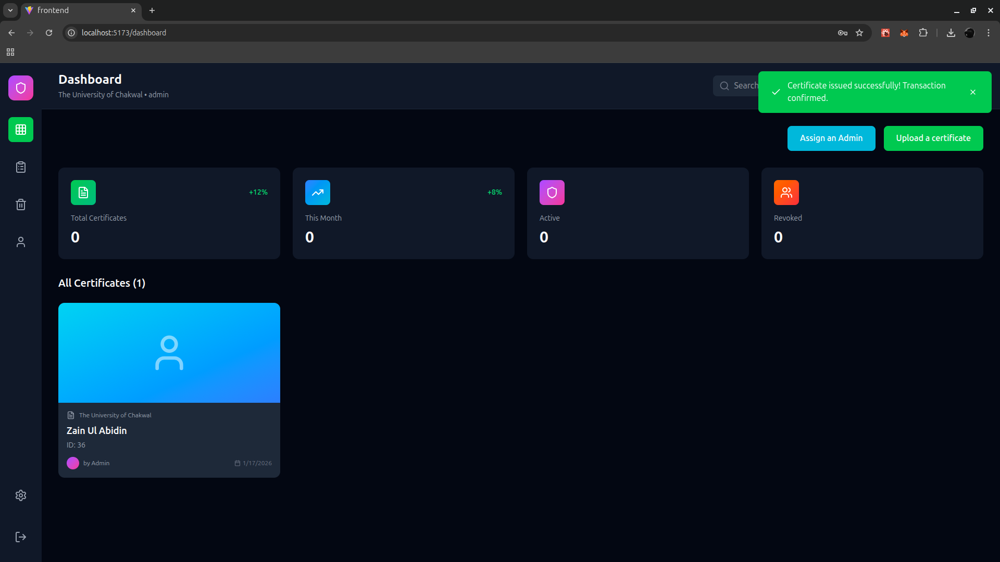 frontend
localhost:5173/dashboard
Dashboard
The University of Chakwal • admin
Search
Certificate issued successfully! Transaction
confirmed.
Assign an Admin
Upload a certificate
+12%
Total Certificates
0
+8%
This Month
0
Active
0
Revoked
0
All Certificates (1)
The University of Chakwal
Zain Ul Abidin
ID: 36
by Admin
1/17/2026